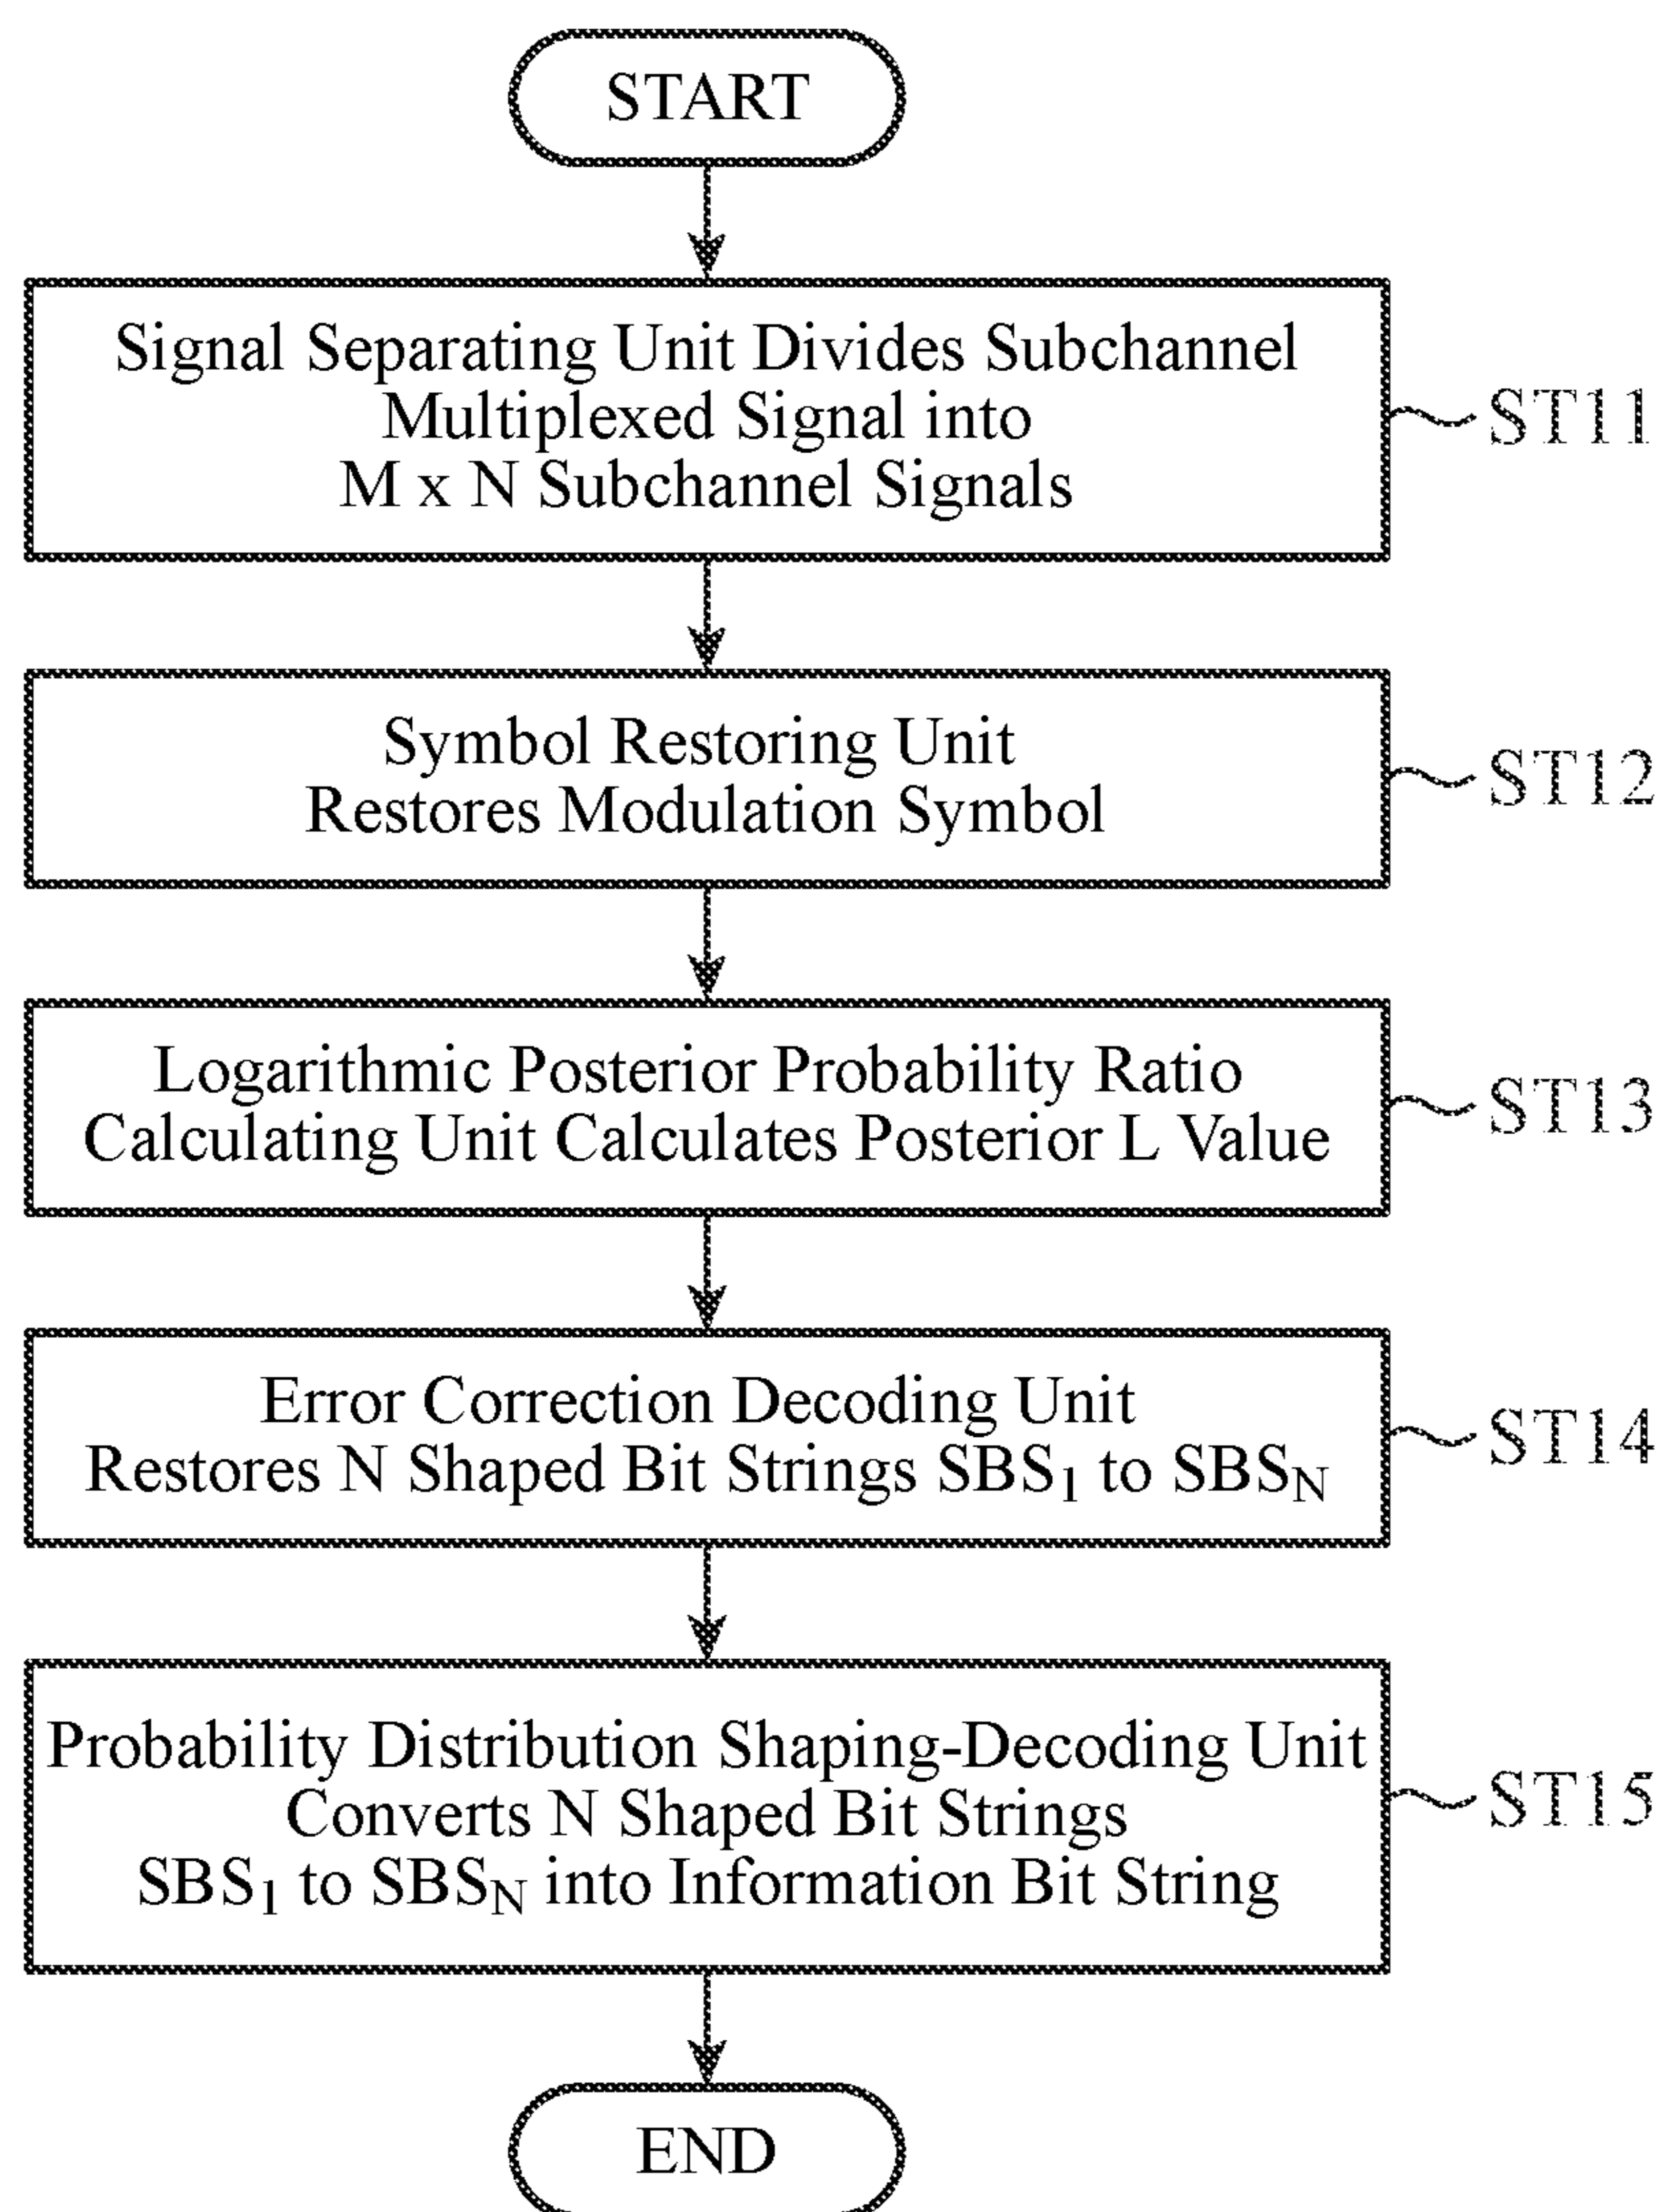 START
Signal Separating Unit Divides Subchannel
Multiplexed Signal into
M x N Subchannel Signals
ST11
Symbol Restoring Unit
Restores Modulation Symbol
ST12
Logarithmic Posterior Probability Ratio
Calculating Unit Calculates Posterior L Value
ST13
Error Correction Decoding Unit
Restores N Shaped Bit Strings SBS₁ to SBS_N
ST14
Probability Distribution Shaping-Decoding Unit
Converts N Shaped Bit Strings
SBS₁ to SBS_N into Information Bit String
ST15
END